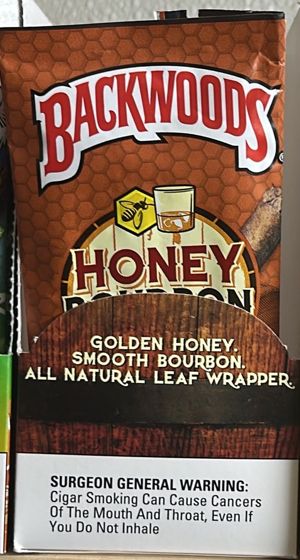 BACKWOODS
HONEY
BOURBON
GOLDEN HONEY.
SMOOTH BOURBON.
ALL NATURAL LEAF WRAPPER.
SURGEON GENERAL WARNING:
Cigar Smoking Can Cause Cancers
Of The Mouth And Throat, Even If
You Do Not Inhale